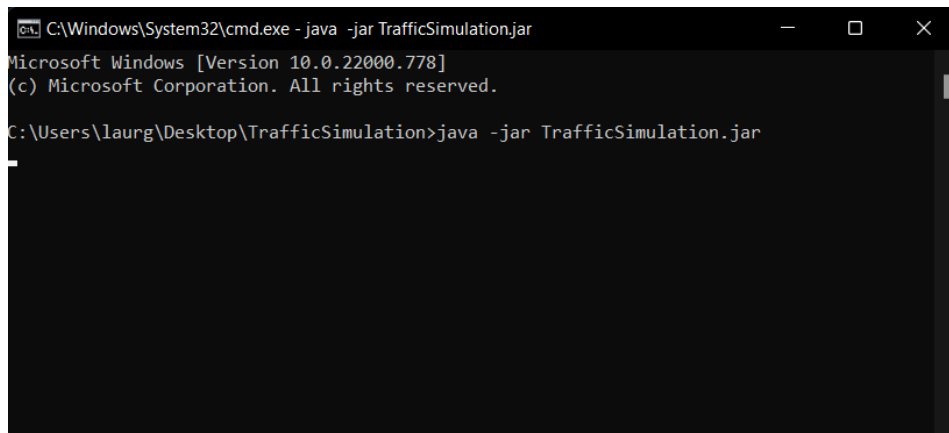 C:\Windows\System32\cmd.exe - java  -jar TrafficSimulation.jar
Microsoft Windows [Version 10.0.22000.778]
(c) Microsoft Corporation. All rights reserved.
C:\Users\laurg\Desktop\TrafficSimulation>java -jar TrafficSimulation.jar